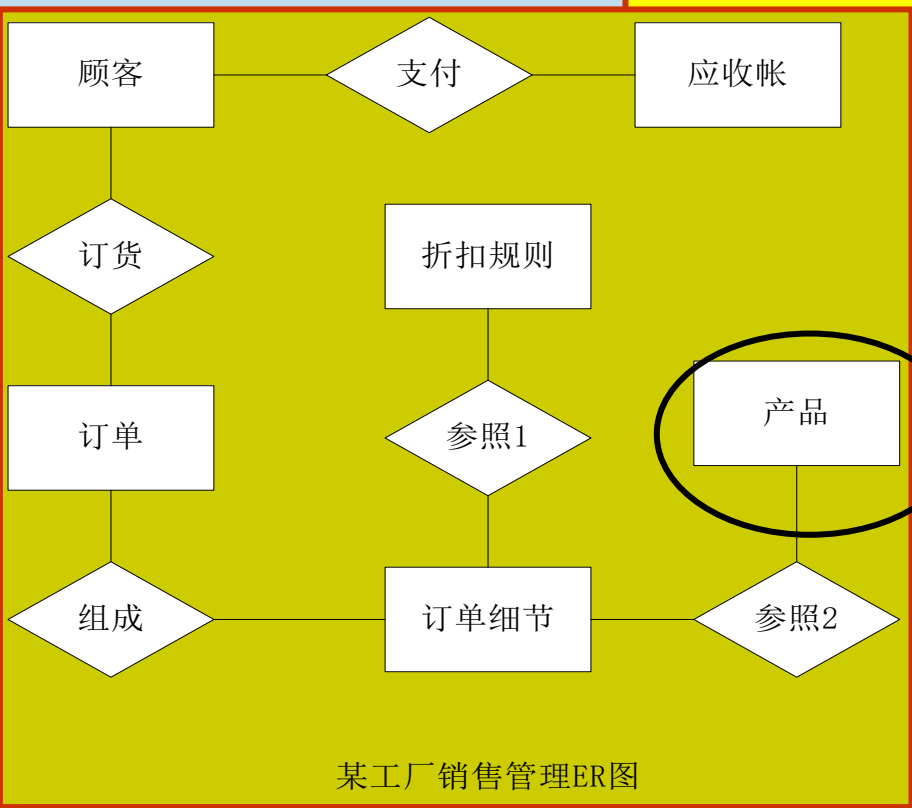 顾客
支付
应收帐
订货
折扣规则
订单
参照1
产品
组成
订单细节
参照2
某工厂销售管理ER图